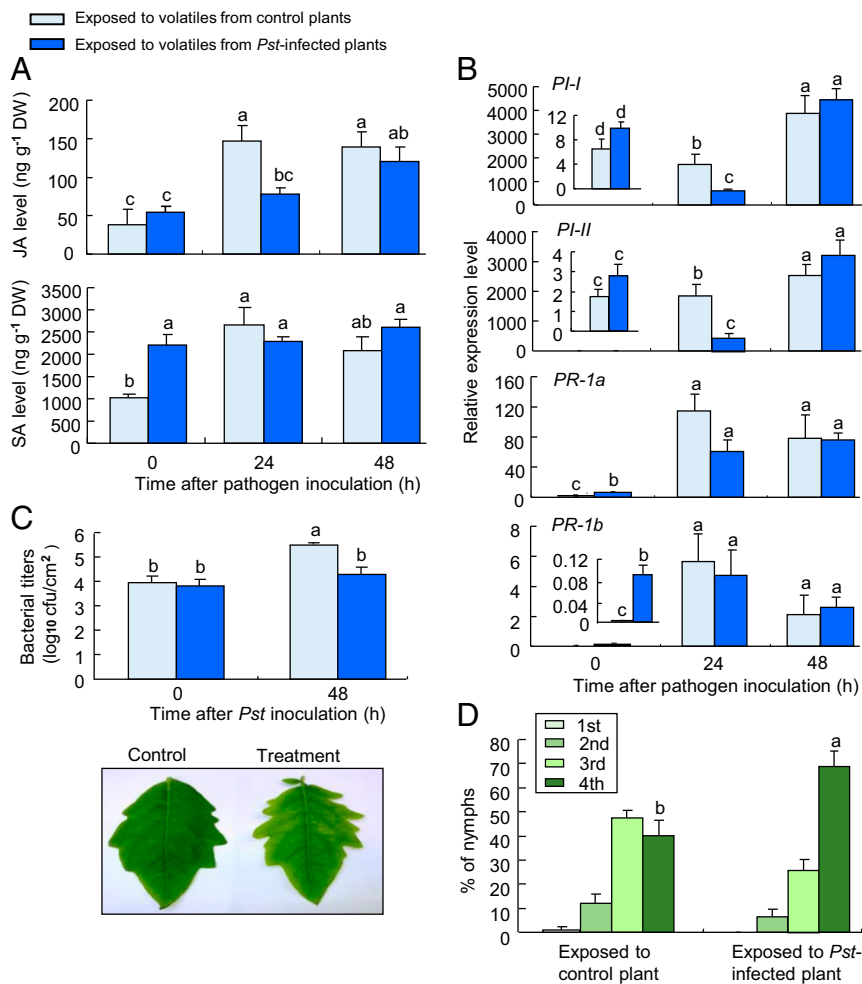 Exposed to volatiles from control plants
Exposed to volatiles from Pst-infected plants
A
JA level (ng g⁻¹ DW)
200
150
100
50
0
c
c
a
bc
a
ab
SA level (ng g⁻¹ DW)
3500
3000
2500
2000
1500
1000
500
0
b
a
a
a
ab
a
0
24
48
Time after pathogen inoculation (h)
B
Relative expression level
PI-I
5000
4000
3000
2000
1000
0
12
8
4
0
d
d
b
c
a
a
PI-II
4000
3000
2000
1000
0
4
3
2
1
0
c
c
b
c
a
a
PR-1a
160
120
80
40
0
c
b
a
a
a
a
PR-1b
8
6
4
2
0
0.12
0.08
0.04
0
c
b
a
a
a
a
0
24
48
Time after pathogen inoculation (h)
C
Bacterial titers
(log10 cfu/cm²)
6
5
4
3
2
1
0
b
b
a
b
0
48
Time after Pst inoculation (h)
Control
Treatment
D
% of nymphs
80
70
60
50
40
30
20
10
0
1st
2nd
3rd
4th
b
a
Exposed to
control plant
Exposed to Pst-
infected plant